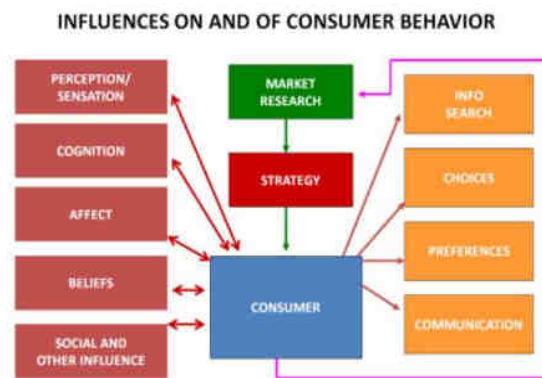 INFLUENCES ON AND OF CONSUMER BEHAVIOR
PERCEPTION/
SENSATION
COGNITION
AFFECT
BELIEFS
SOCIAL AND
OTHER INFLUENCE
MARKET
RESEARCH
STRATEGY
CONSUMER
INFO
SEARCH
CHOICES
PREFERENCES
COMMUNICATION